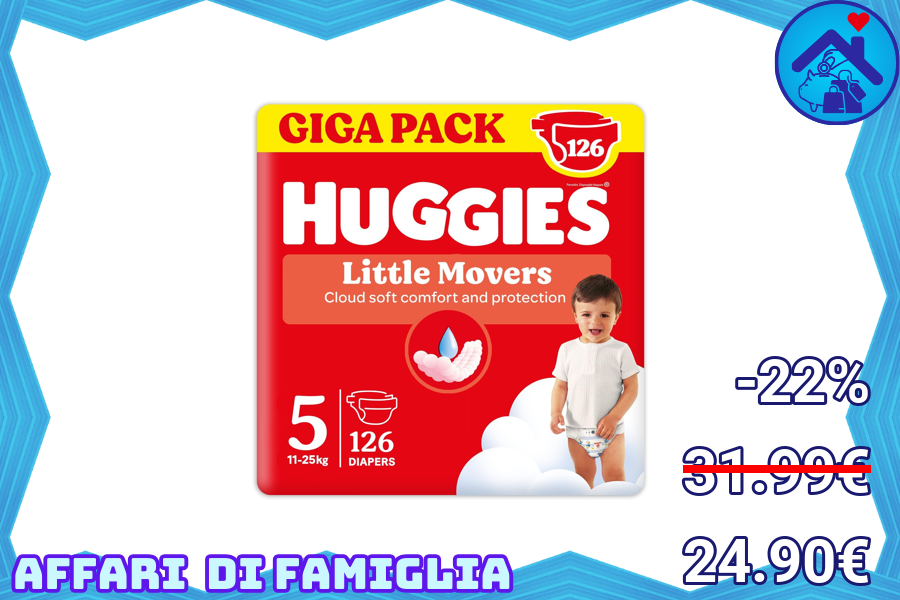 GIGA PACK
126
HUGGIES
Little Movers
Cloud soft comfort and protection
5
11-25kg
126
DIAPERS
-22%
31.99€
24.90€
AFFARI DI FAMIGLIA